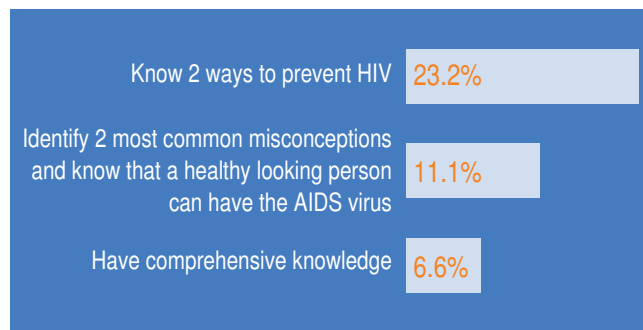 Know 2 ways to prevent HIV 23.2%
Identify 2 most common misconceptions
and know that a healthy looking person 11.1%
can have the AIDS virus
Have comprehensive knowledge 6.6%